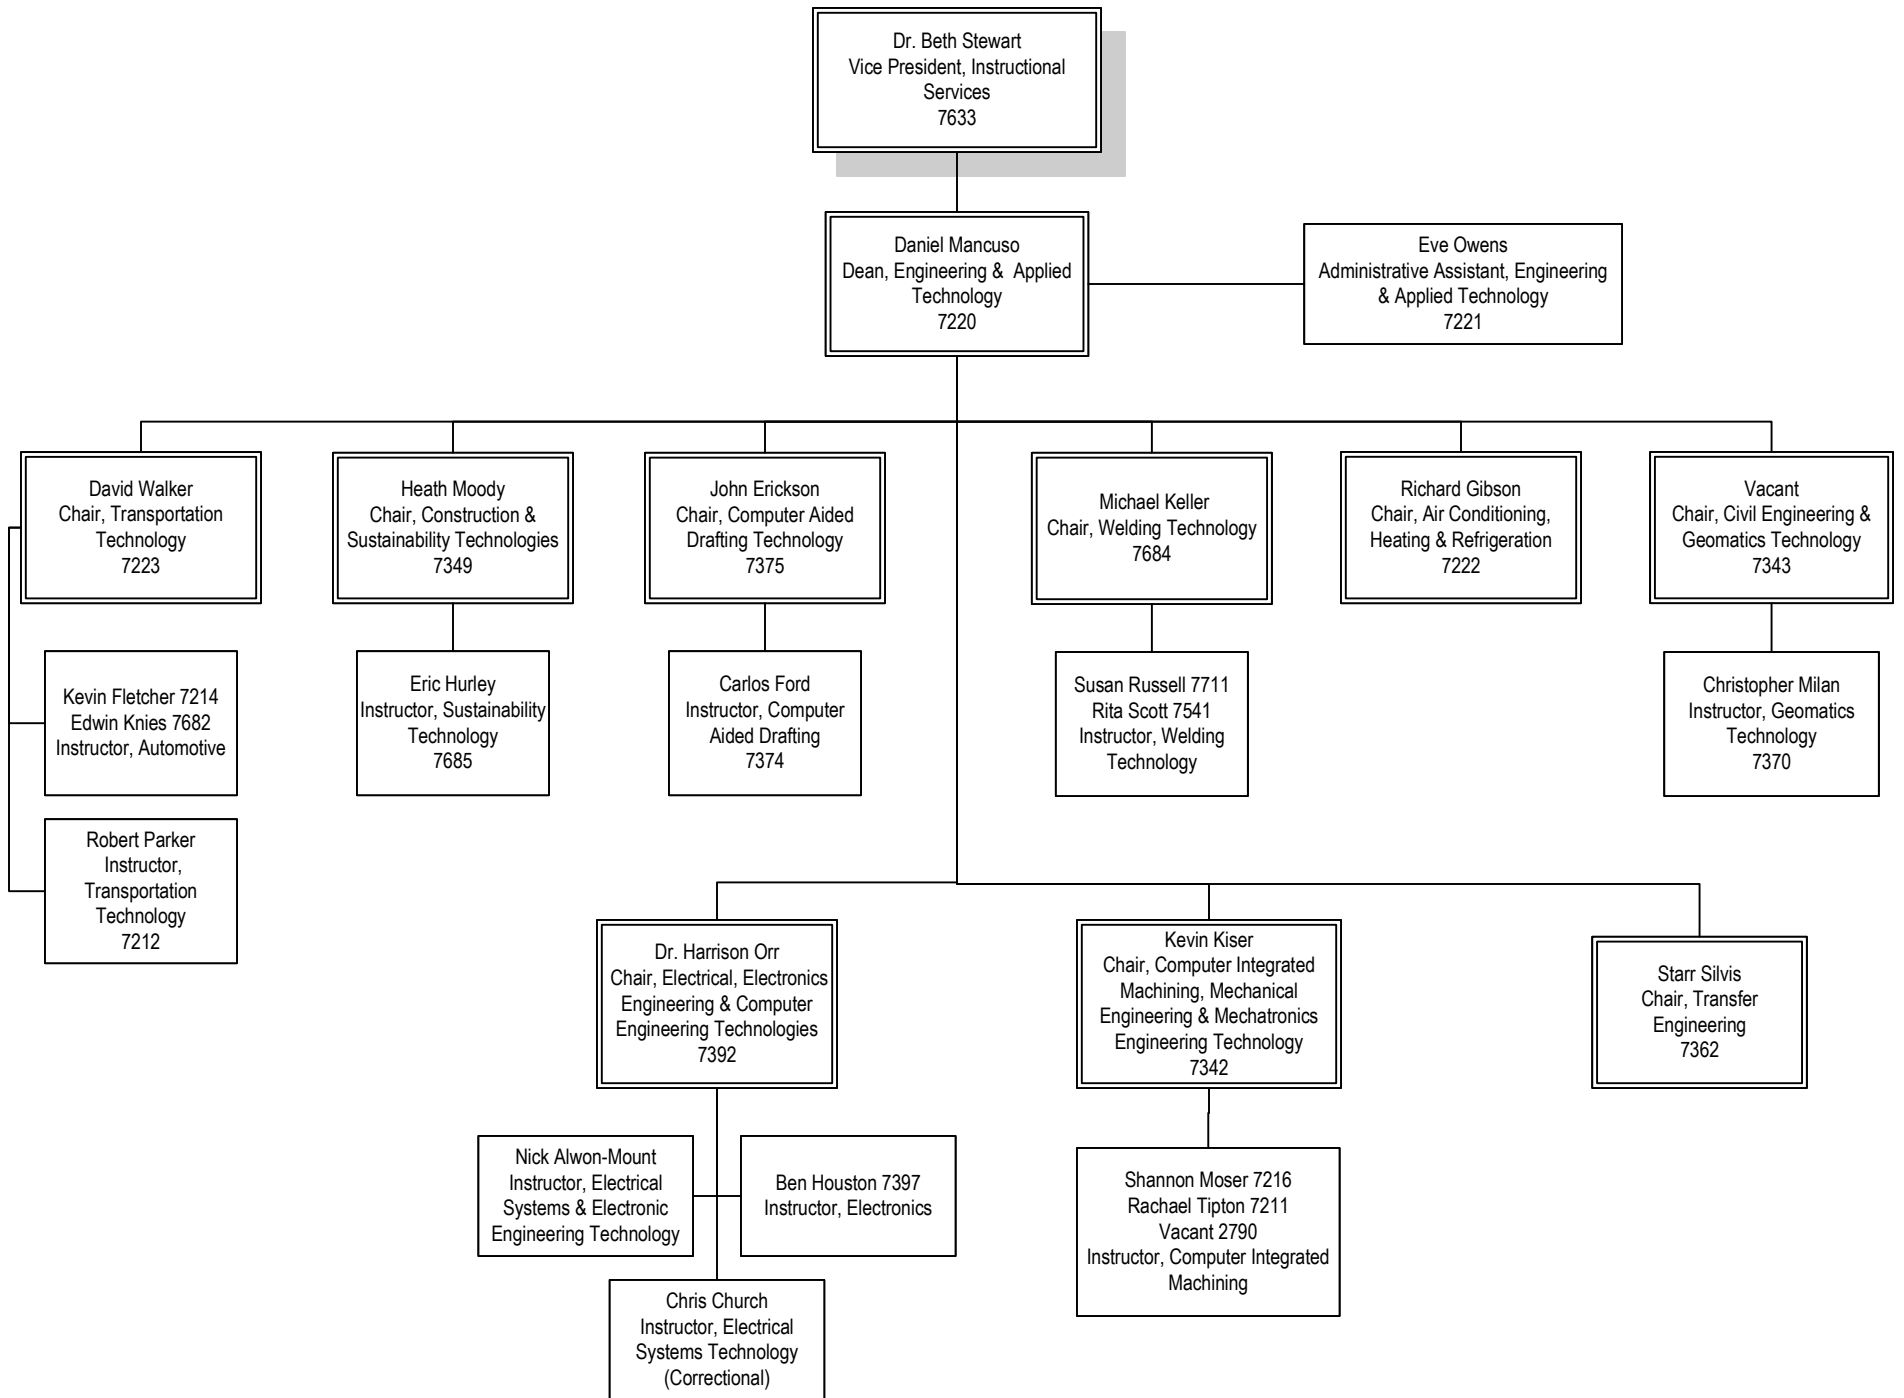 Dr. Beth Stewart
Vice President, Instructional
Services
7633
Daniel Mancuso
Dean, Engineering & Applied
Technology
7220
Eve Owens
Administrative Assistant, Engineering
& Applied Technology
7221
David Walker
Chair, Transportation
Technology
7223
Heath Moody
Chair, Construction &
Sustainability Technologies
7349
John Erickson
Chair, Computer Aided
Drafting Technology
7375
Michael Keller
Chair, Welding Technology
7684
Richard Gibson
Chair, Air Conditioning,
Heating & Refrigeration
7222
Vacant
Chair, Civil Engineering &
Geomatics Technology
7343
Kevin Fletcher 7214
Edwin Knies 7682
Instructor, Automotive
Eric Hurley
Instructor, Sustainability
Technology
7685
Carlos Ford
Instructor, Computer
Aided Drafting
7374
Susan Russell 7711
Rita Scott 7541
Instructor, Welding
Technology
Christopher Milan
Instructor, Geomatics
Technology
7370
Robert Parker
Instructor,
Transportation
Technology
7212
Dr. Harrison Orr
Chair, Electrical, Electronics
Engineering & Computer
Engineering Technologies
7392
Kevin Kiser
Chair, Computer Integrated
Machining, Mechanical
Engineering & Mechatronics
Engineering Technology
7342
Starr Silvis
Chair, Transfer
Engineering
7362
Nick Alwon-Mount
Instructor, Electrical
Systems & Electronic
Engineering Technology
Ben Houston 7397
Instructor, Electronics
Shannon Moser 7216
Rachael Tipton 7211
Vacant 2790
Instructor, Computer Integrated
Machining
Chris Church
Instructor, Electrical
Systems Technology
(Correctional)